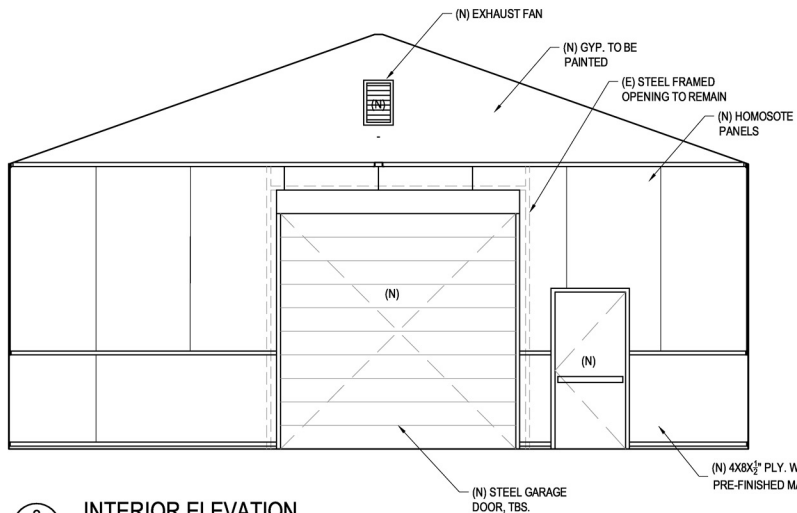 (N) EXHAUST FAN
(N) GYP. TO BE
PAINTED
(E) STEEL FRAMED
OPENING TO REMAIN
(N) HOMOSOTE
PANELS
(N)
(N)
(N)
(N) 4X8X½" PLY.
PRE-FINISHED
(N) STEEL GARAGE
DOOR, TBS.
INTERIOR ELEVATION